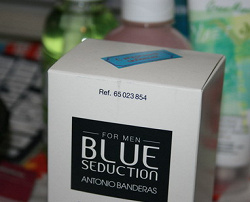 Ref. 65 023 854
FOR MEN
BLUE
SEDUCTION
ANTONIO BANDERAS